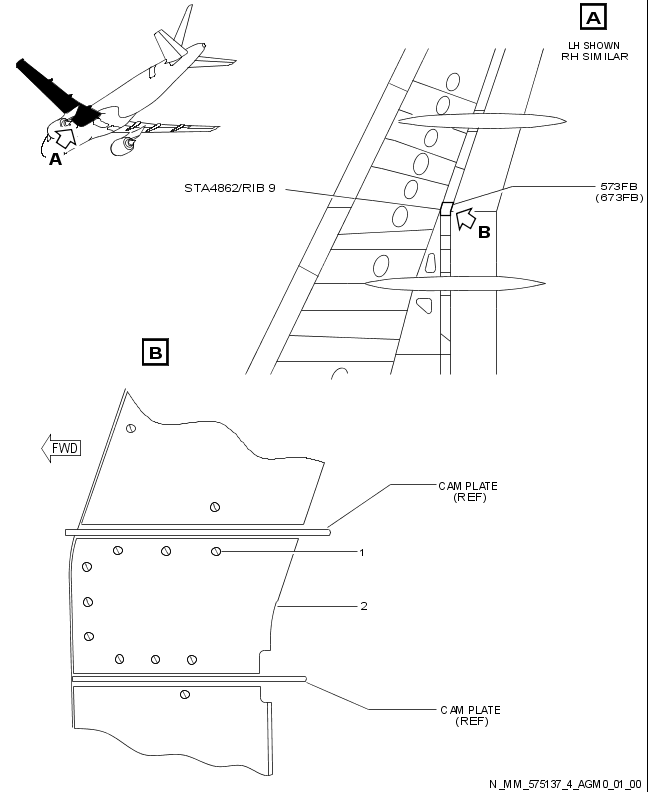 A
LH SHOWN
RH SIMILAR
A
STA4862/RIB 9
573FB
(673FB)
B
B
FWD
CAM PLATE
(REF)
1
2
CAM PLATE
(REF)
N_MM_575137_4_AGM0_01_00